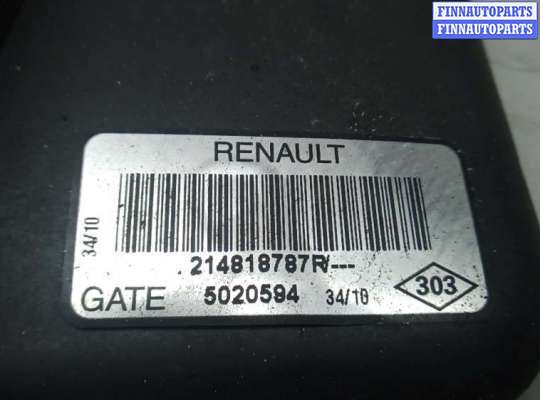 FINNAUTOPARTS
FINNAUTOPARTS
RENAULT
34/10
214818787R/---
GATE 5020594 34/10 303